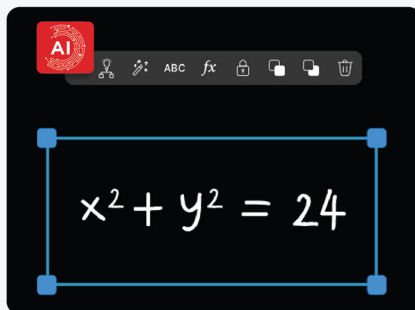 AI
ABC fx
x² + y² = 24